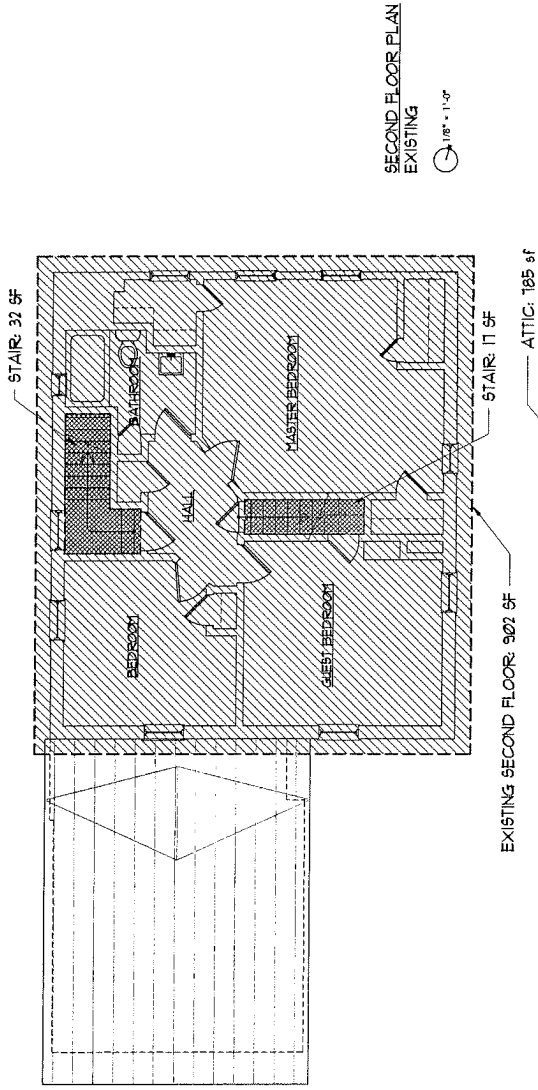 STAIR: 32 SF
BATHROOM
MASTER BEDROOM
HALL
STAIR: 17 SF
BEDROOM
GUEST BEDROOM
SECOND FLOOR PLAN
EXISTING
1/8" = 1'-0"
EXISTING SECOND FLOOR: 902 SF
ATTIC: 785 sf